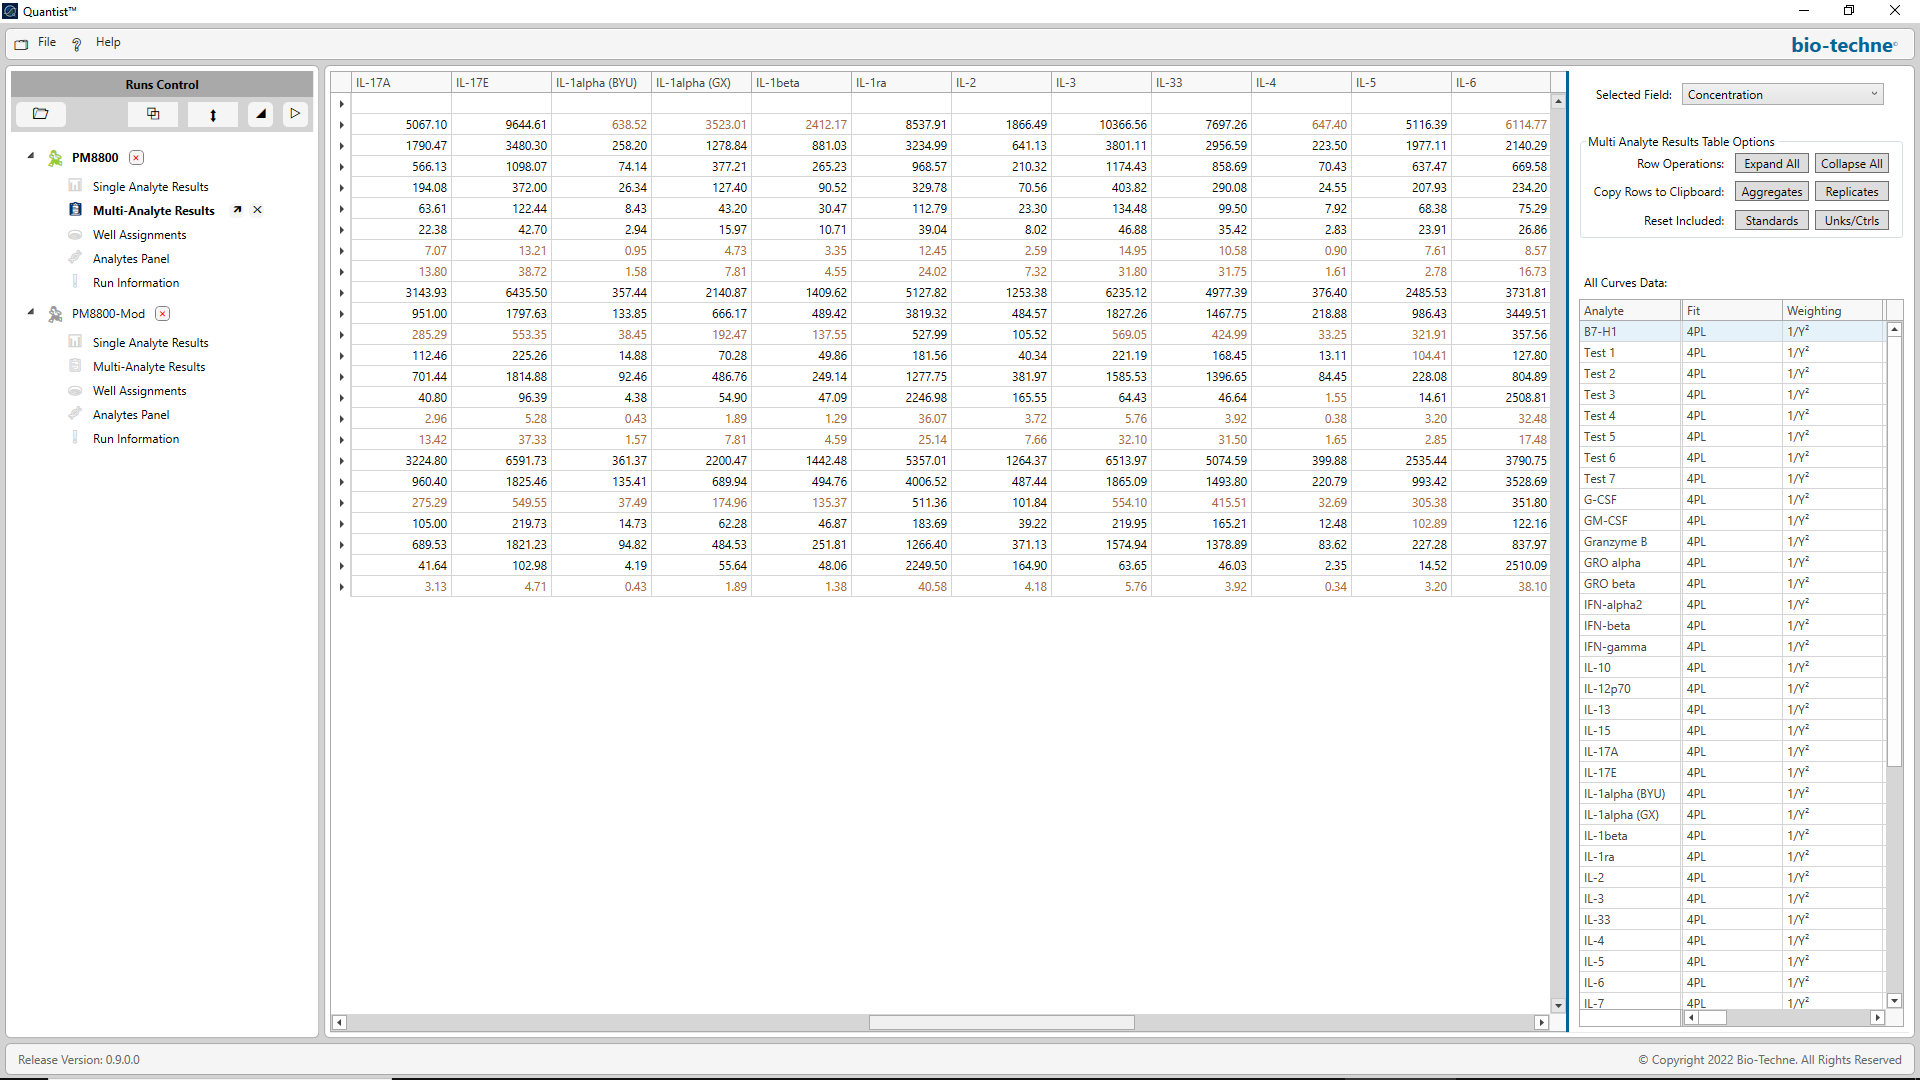 Quantist™
File ? Help
bio-techne
Runs Control
PM8800
Single Analyte Results
Multi-Analyte Results
Well Assignments
Analytes Panel
Run Information
PM8800-Mod
Single Analyte Results
Multi-Analyte Results
Well Assignments
Analytes Panel
Run Information
IL-17A IL-17E IL-1alpha (BYU) IL-1alpha (GX) IL-1beta IL-1ra IL-2 IL-3 IL-33 IL-4 IL-5 IL-6
5067.10 9644.61 638.52 3523.01 2412.17 8537.91 1866.49 10366.56 7697.26 647.40 5116.39 6114.77
1790.47 3480.30 258.20 1278.84 881.03 3234.99 641.13 3801.11 2956.59 223.50 1977.11 2140.29
566.13 1098.07 74.14 377.21 265.23 968.57 210.32 1174.43 858.69 70.43 637.47 669.58
194.08 372.00 26.34 127.40 90.52 329.78 70.56 403.82 290.08 24.55 207.93 234.20
63.61 122.44 8.43 43.20 30.47 112.79 23.30 134.48 99.50 7.92 68.38 75.29
22.38 42.70 2.94 15.97 10.71 39.04 8.02 46.88 35.42 2.83 23.91 26.86
7.07 13.21 0.95 4.73 3.35 12.45 2.59 14.95 10.58 0.90 7.61 8.57
13.80 38.72 1.58 7.81 4.55 24.02 7.32 31.80 31.75 1.61 2.78 16.73
3143.93 6435.50 357.44 2140.87 1409.62 5127.82 1253.38 6235.12 4977.39 376.40 2485.53 3731.81
951.00 1797.63 133.85 666.17 489.42 3819.32 484.57 1827.26 1467.75 218.88 986.43 3449.51
285.29 553.35 38.45 192.47 137.55 527.99 105.52 569.05 424.99 33.25 321.91 357.56
112.46 225.26 14.88 70.28 49.86 181.56 40.34 221.19 168.45 13.11 104.41 127.80
701.44 1814.88 92.46 486.76 249.14 1277.75 381.97 1585.53 1396.65 84.45 228.08 804.89
40.80 96.39 4.38 54.90 47.09 2246.98 165.55 64.43 46.64 1.55 14.61 2508.81
2.96 5.28 0.43 1.89 1.29 36.07 3.72 5.76 3.92 0.38 3.20 32.48
13.42 37.33 1.57 7.81 4.59 25.14 7.66 32.10 31.50 1.65 2.85 17.48
3224.80 6591.73 361.37 2200.47 1442.48 5357.01 1264.37 6513.97 5074.59 399.88 2535.44 3790.75
960.40 1825.46 135.41 689.94 494.76 4006.52 487.44 1865.09 1493.80 220.79 993.42 3528.69
275.29 549.55 37.49 174.96 135.37 511.36 101.84 554.10 415.51 32.69 305.38 351.80
105.00 219.73 14.73 62.28 46.87 183.69 39.22 219.95 165.21 12.48 102.89 122.16
689.53 1821.23 94.82 484.53 251.81 1266.40 371.13 1574.94 1378.89 83.62 227.28 837.97
41.64 102.98 4.19 55.64 48.06 2249.50 164.90 63.65 46.03 2.35 14.52 2510.09
3.13 4.71 0.43 1.89 1.38 40.58 4.18 5.76 3.92 0.34 3.20 38.10
Selected Field: Concentration
Multi Analyte Results Table Options
Row Operations: Expand All Collapse All
Copy Rows to Clipboard: Aggregates Replicates
Reset Included: Standards Unks/Ctrls
All Curves Data:
Analyte Fit Weighting
B7-H1 4PL 1/Y²
Test 1 4PL 1/Y²
Test 2 4PL 1/Y²
Test 3 4PL 1/Y²
Test 4 4PL 1/Y²
Test 5 4PL 1/Y²
Test 6 4PL 1/Y²
Test 7 4PL 1/Y²
G-CSF 4PL 1/Y²
GM-CSF 4PL 1/Y²
Granzyme B 4PL 1/Y²
GRO alpha 4PL 1/Y²
GRO beta 4PL 1/Y²
IFN-alpha2 4PL 1/Y²
IFN-beta 4PL 1/Y²
IFN-gamma 4PL 1/Y²
IL-10 4PL 1/Y²
IL-12p70 4PL 1/Y²
IL-13 4PL 1/Y²
IL-15 4PL 1/Y²
IL-17A 4PL 1/Y²
IL-17E 4PL 1/Y²
IL-1alpha (BYU) 4PL 1/Y²
IL-1alpha (GX) 4PL 1/Y²
IL-1beta 4PL 1/Y²
IL-1ra 4PL 1/Y²
IL-2 4PL 1/Y²
IL-3 4PL 1/Y²
IL-33 4PL 1/Y²
IL-4 4PL 1/Y²
IL-5 4PL 1/Y²
IL-6 4PL 1/Y²
IL-7 4PL 1/Y²
Release Version: 0.9.0.0
© Copyright 2022 Bio-Techne. All Rights Reserved